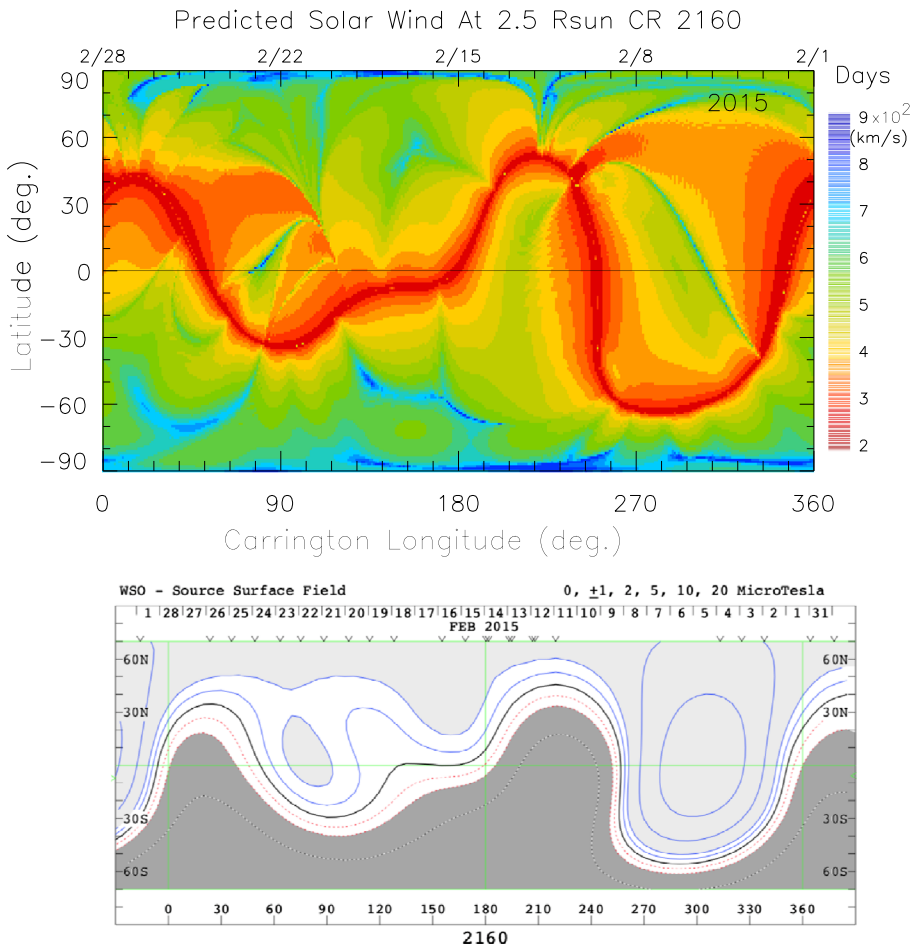 Predicted Solar Wind At 2.5 Rsun CR 2160
2/28 2/22 2/15 2/8 2/1
Days
2015
90
60
30
0
−30
−60
−90
Latitude (deg.)
9 ×10²
(km/s)
8
7
6
5
4
3
2
0 90 180 270 360
Carrington Longitude (deg.)
WSO - Source Surface Field 0, ±1, 2, 5, 10, 20 MicroTesla
1 28 27 26 25 24 23 22 21 20 19 18 17 16 15 14 13 12 11 10 9 8 7 6 5 4 3 2 1 31
FEB 2015
60N 60N
30N 30N
30S 30S
60S 60S
0 30 60 90 120 150 180 210 240 270 300 330 360
2160